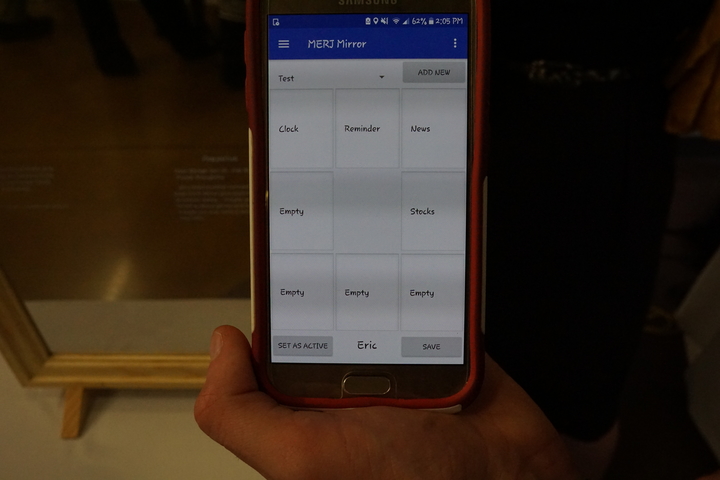 SAMSUNG
62% 2:05 PM
MERJ Mirror
Test
ADD NEW
Clock Reminder News
Empty Stocks
Empty Empty Empty
SET AS ACTIVE Eric SAVE